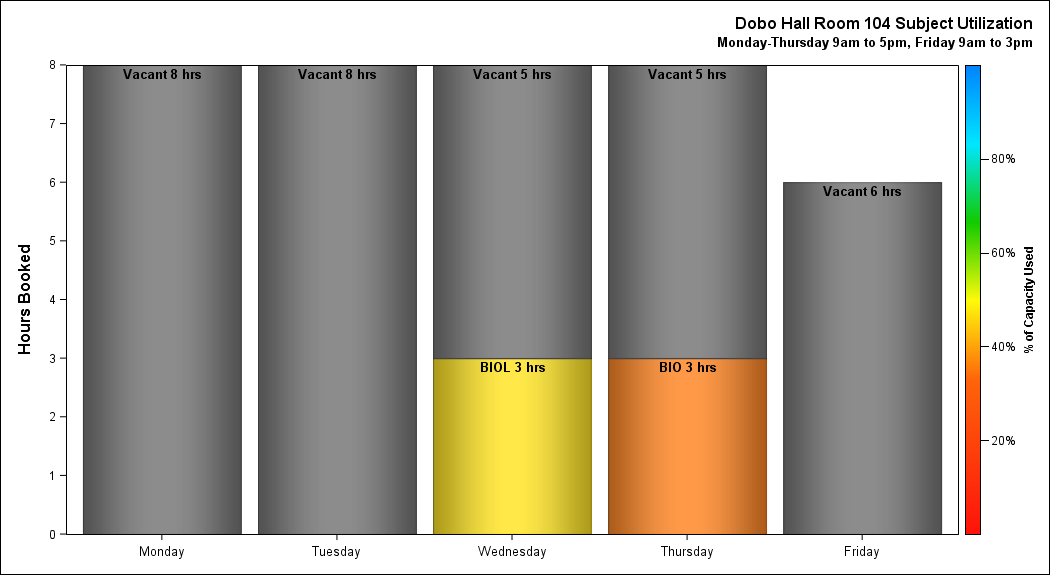 Dobo Hall Room 104 Subject Utilization
Monday-Thursday 9am to 5pm, Friday 9am to 3pm
Hours Booked
8
7
6
5
4
3
2
1
0
Vacant 8 hrs
Vacant 8 hrs
Vacant 5 hrs
Vacant 5 hrs
Vacant 6 hrs
BIOL 3 hrs
BIO 3 hrs
Monday
Tuesday
Wednesday
Thursday
Friday
80%
60%
40%
20%
% of Capacity Used